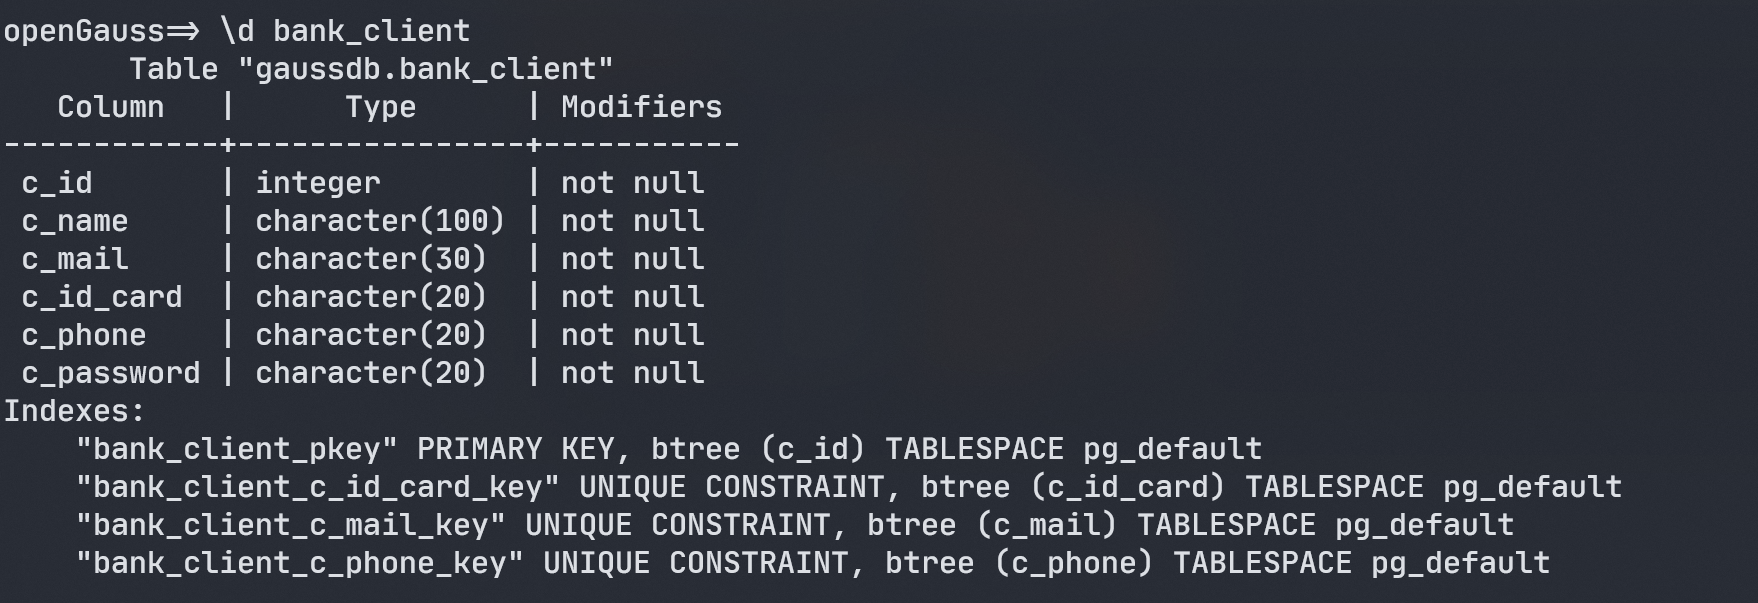 openGauss=> \d bank_client
       Table "gaussdb.bank_client"
   Column   |      Type      | Modifiers
------------+----------------+-----------
 c_id       | integer        | not null
 c_name     | character(100) | not null
 c_mail     | character(30)  | not null
 c_id_card  | character(20)  | not null
 c_phone    | character(20)  | not null
 c_password | character(20)  | not null
Indexes:
    "bank_client_pkey" PRIMARY KEY, btree (c_id) TABLESPACE pg_default
    "bank_client_c_id_card_key" UNIQUE CONSTRAINT, btree (c_id_card) TABLESPACE pg_default
    "bank_client_c_mail_key" UNIQUE CONSTRAINT, btree (c_mail) TABLESPACE pg_default
    "bank_client_c_phone_key" UNIQUE CONSTRAINT, btree (c_phone) TABLESPACE pg_default